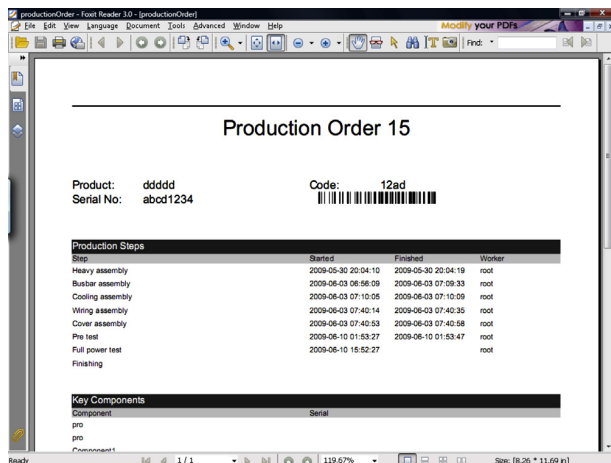 productionOrder - Foxit Reader 3.0 - [productionOrder]
File Edit View Language Document Tools Advanced Window Help
Modify your PDFs
Find:
Production Order 15
Product: ddddd Code: 12ad
Serial No: abcd1234
Production Steps
Step Started Finished Worker
Heavy assembly 2009-05-30 20:04:10 2009-05-30 20:04:19 root
Busbar assembly 2009-06-03 06:56:09 2009-06-03 07:09:33 root
Cooling assembly 2009-06-03 07:10:05 2009-06-03 07:10:09 root
Wiring assembly 2009-06-03 07:40:14 2009-06-03 07:40:35 root
Cover assembly 2009-06-03 07:40:53 2009-06-03 07:40:58 root
Pre test 2009-06-10 01:53:27 2009-06-10 01:53:47 root
Full power test 2009-06-10 15:52:27 root
Finishing
Key Components
Component Serial
pro
pro
Component1
Ready 1/1 119.67% Size: [8.26 * 11.69 in]